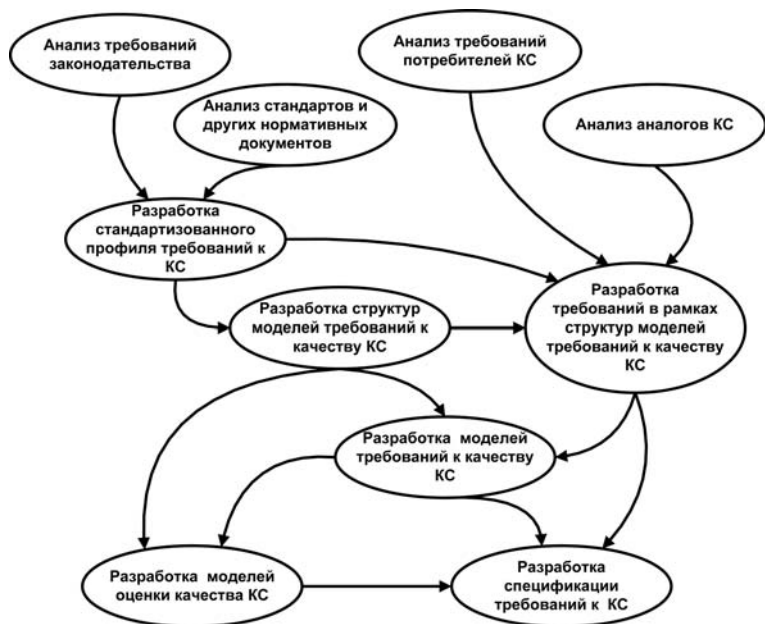 Анализ требований
законодательства
Анализ требований
потребителей КС
Анализ стандартов и
других нормативных
документов
Анализ аналогов КС
Разработка
стандартизованного
профиля требований к
КС
Разработка структур
моделей требований к
качеству КС
Разработка
требований в рамках
структур моделей
требований к качеству
КС
Разработка моделей
требований к качеству
КС
Разработка моделей
оценки качества КС
Разработка
спецификации
требований к КС